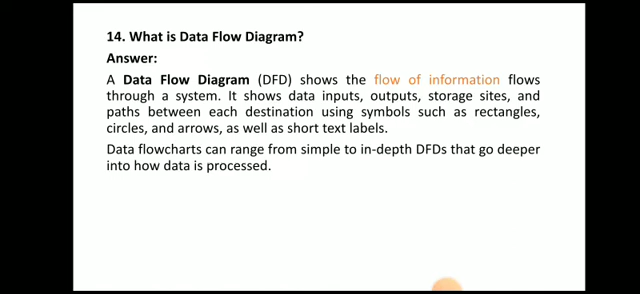 14. What is Data Flow Diagram?
Answer:
A Data Flow Diagram (DFD) shows the flow of information flows
through a system. It shows data inputs, outputs, storage sites, and
paths between each destination using symbols such as rectangles,
circles, and arrows, as well as short text labels.
Data flowcharts can range from simple to in-depth DFDs that go deeper
into how data is processed.